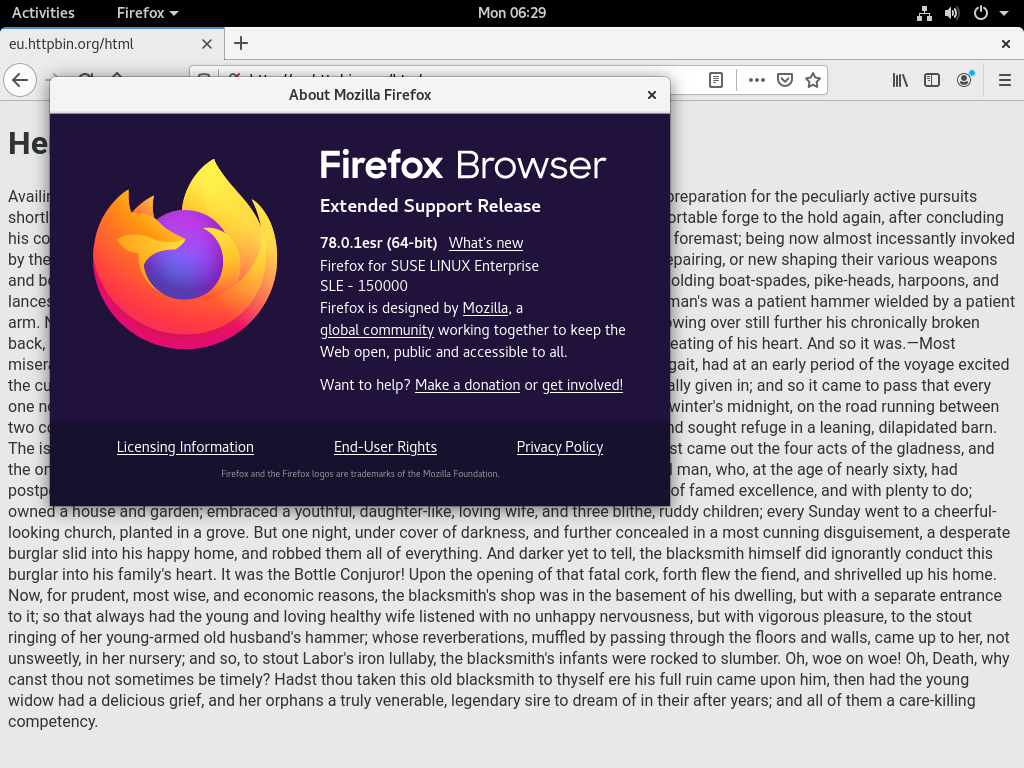 Activities Firefox Mon 06:29
eu.httpbin.org/html
About Mozilla Firefox
He
Firefox Browser
Extended Support Release
78.0.1esr (64-bit) What's new
Firefox for SUSE LINUX Enterprise
SLE - 150000
Firefox is designed by Mozilla, a
global community working together to keep the
Web open, public and accessible to all.
Want to help? Make a donation or get involved!
Licensing Information End-User Rights Privacy Policy
Firefox and the Firefox logos are trademarks of the Mozilla Foundation.
Availin preparation for the peculiarly active pursuits
shortl rtable forge to the hold again, after concluding
his co foremast; being now almost incessantly invoked
by the epairing, or new shaping their various weapons
and bo olding boat-spades, pike-heads, harpoons, and
lances man's was a patient hammer wielded by a patient
arm. N owing over still further his chronically broken
back, eating of his heart. And so it was.—Most
misera gait, had at an early period of the voyage excited
the cu ally given in; and so it came to pass that every
one no winter's midnight, on the road running between
two co d sought refuge in a leaning, dilapidated barn.
The is st came out the four acts of the gladness, and
the on man, who, at the age of nearly sixty, had
postpo of famed excellence, and with plenty to do;
owned a house and garden; embraced a youthful, daughter-like, loving wife, and three blithe, ruddy children; every Sunday went to a cheerful-
looking church, planted in a grove. But one night, under cover of darkness, and further concealed in a most cunning disguisement, a desperate
burglar slid into his happy home, and robbed them all of everything. And darker yet to tell, the blacksmith himself did ignorantly conduct this
burglar into his family's heart. It was the Bottle Conjuror! Upon the opening of that fatal cork, forth flew the fiend, and shrivelled up his home.
Now, for prudent, most wise, and economic reasons, the blacksmith's shop was in the basement of his dwelling, but with a separate entrance
to it; so that always had the young and loving healthy wife listened with no unhappy nervousness, but with vigorous pleasure, to the stout
ringing of her young-armed old husband's hammer; whose reverberations, muffled by passing through the floors and walls, came up to her, not
unsweetly, in her nursery; and so, to stout Labor's iron lullaby, the blacksmith's infants were rocked to slumber. Oh, woe on woe! Oh, Death, why
canst thou not sometimes be timely? Hadst thou taken this old blacksmith to thyself ere his full ruin came upon him, then had the young
widow had a delicious grief, and her orphans a truly venerable, legendary sire to dream of in their after years; and all of them a care-killing
competency.